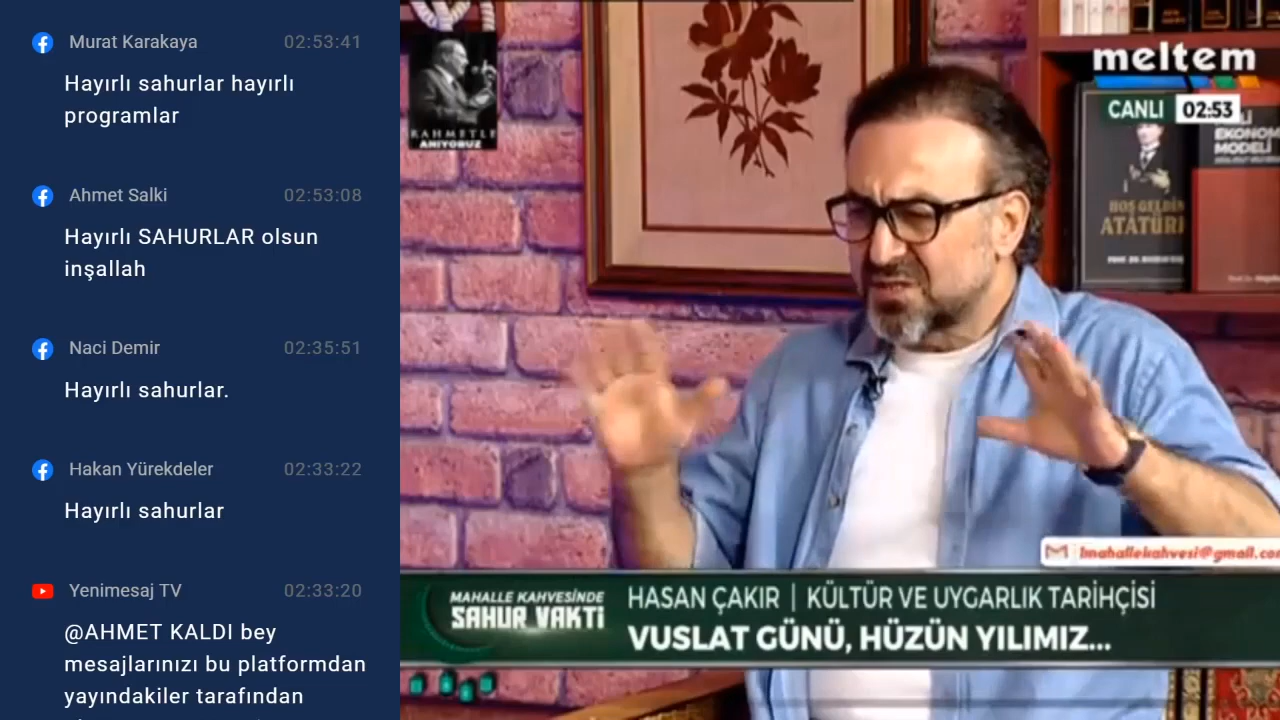 Murat Karakaya 02:53:41
Hayırlı sahurlar hayırlı
programlar
Ahmet Salki 02:53:08
Hayırlı SAHURLAR olsun
inşallah
Naci Demir 02:35:51
Hayırlı sahurlar.
Hakan Yürekdeler 02:33:22
Hayırlı sahurlar
Yenimesaj TV 02:33:20
@AHMET KALDI bey
mesajlarınızı bu platformdan
yayındakiler tarafından
RAHMETLE
ANIYORUZ
meltem
CANLI 02:53
EKONOM
MODELİ
HOŞ GELDİN
ATATÜRK
1mahallekahvesi@gmail.co
MAHALLE KAHVESİNDE
SAHUR VAKTİ
HASAN ÇAKIR | KÜLTÜR VE UYGARLIK TARİHÇİSİ
VUSLAT GÜNÜ, HÜZÜN YILIMIZ...